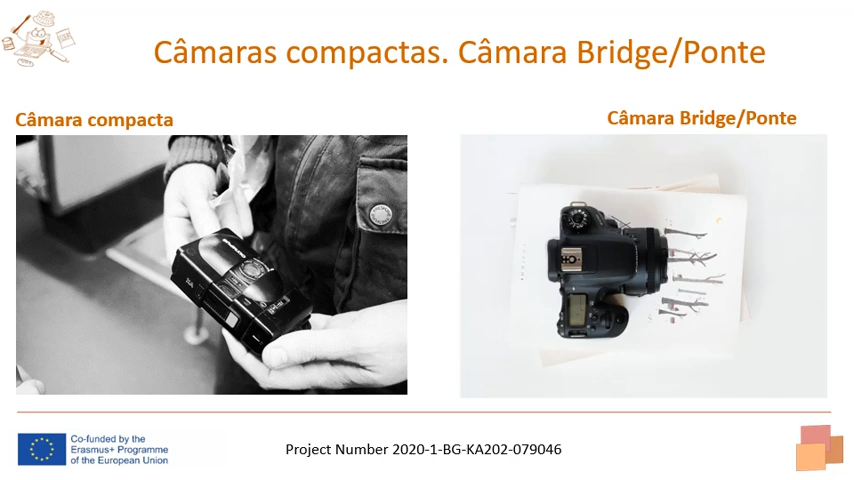 Câmaras compactas. Câmara Bridge/Ponte
Câmara compacta
Câmara Bridge/Ponte
OLYMPUS
Co-funded by the
Erasmus+ Programme
of the European Union
Project Number 2020-1-BG-KA202-079046